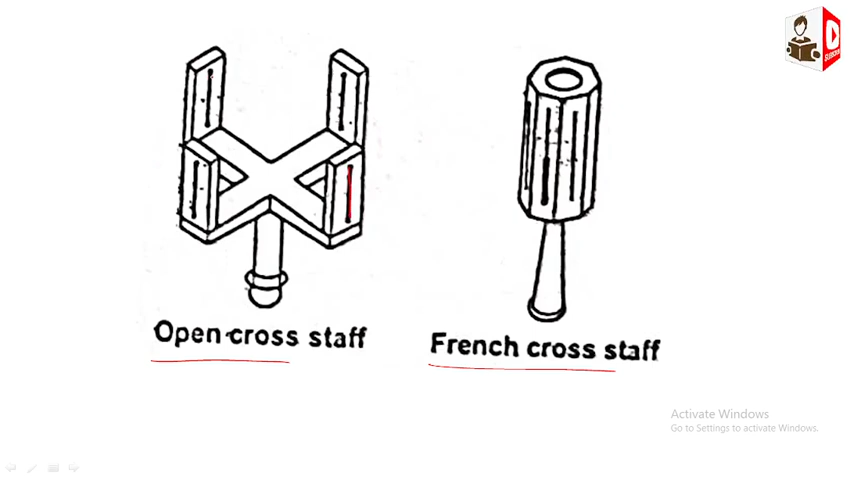 Open cross staff
French cross staff
Activate Windows
Go to Settings to activate Windows.